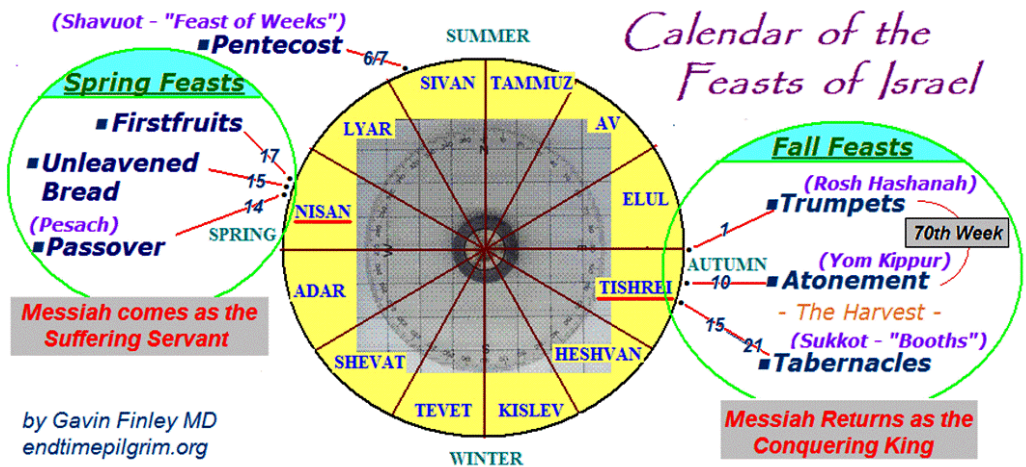 Calendar of the
Feasts of Israel
(Shavuot - "Feast of Weeks")
Pentecost
6/7
Spring Feasts
Firstfruits
17
Unleavened
Bread
15
14
(Pesach)
Passover
Messiah comes as the
Suffering Servant
by Gavin Finley MD
endtimepilgrim.org
SUMMER
SIVAN
TAMMUZ
LYAR
AV
NISAN
ELUL
SPRING
ADAR
TISHREI
AUTUMN
SHEVAT
HESHVAN
TEVET
KISLEV
WINTER
N
W
E
S
Fall Feasts
(Rosh Hashanah)
Trumpets
1
70th Week
(Yom Kippur)
Atonement
10
- The Harvest -
15
21
(Sukkot - "Booths")
Tabernacles
Messiah Returns as the
Conquering King